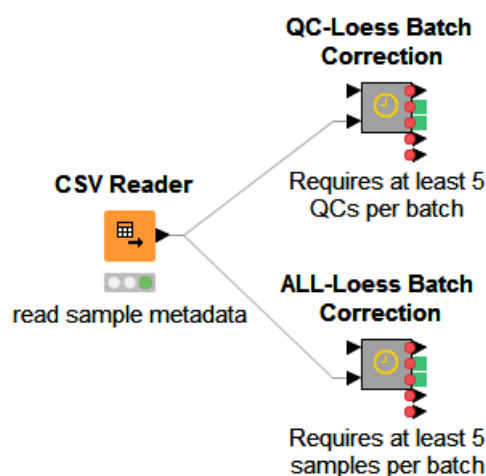 QC-Loess Batch
Correction
Requires at least 5
QCs per batch
CSV Reader
read sample metadata
ALL-Loess Batch
Correction
Requires at least 5
samples per batch